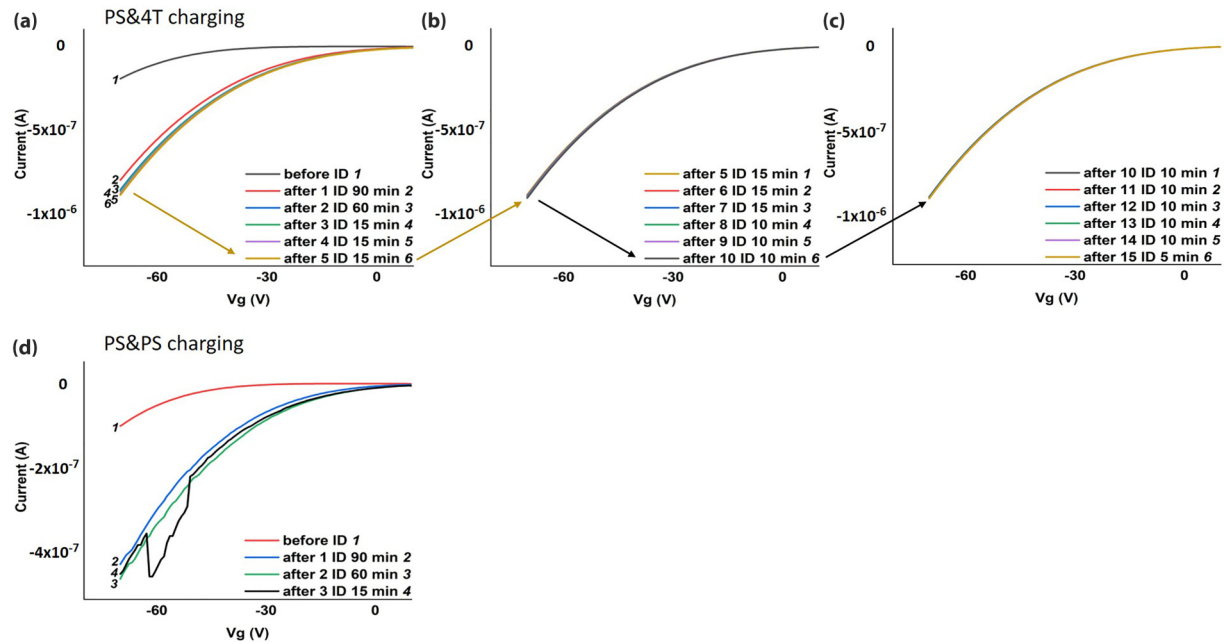 (a) PS&4T charging
0
-5x10-7
-1x10-6
Current (A)
1
2
3
4
5
6
before ID 1
after 1 ID 90 min 2
after 2 ID 60 min 3
after 3 ID 15 min 4
after 4 ID 15 min 5
after 5 ID 15 min 6
-60 -30 0
Vg (V)
(b)
0
-5x10-7
-1x10-6
Current (A)
after 5 ID 15 min 1
after 6 ID 15 min 2
after 7 ID 15 min 3
after 8 ID 10 min 4
after 9 ID 10 min 5
after 10 ID 10 min 6
-60 -30 0
Vg (V)
(c)
0
-5x10-7
-1x10-6
Current (A)
after 10 ID 10 min 1
after 11 ID 10 min 2
after 12 ID 10 min 3
after 13 ID 10 min 4
after 14 ID 10 min 5
after 15 ID 5 min 6
-60 -30 0
Vg (V)
(d) PS&PS charging
0
-2x10-7
-4x10-7
Current (A)
1
2
4
3
before ID 1
after 1 ID 90 min 2
after 2 ID 60 min 3
after 3 ID 15 min 4
-60 -30 0
Vg (V)